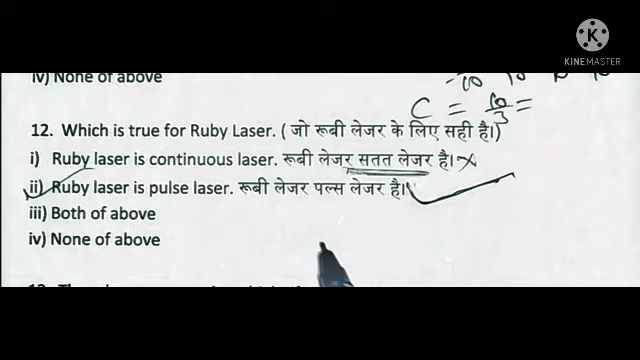 KINEMASTER
iv) None of above
C = 10/3 =
12. Which is true for Ruby Laser. ( जो रूबी लेजर के लिए सही है।)
i) Ruby laser is continuous laser. रूबी लेजर सतत लेजर है।
ii) Ruby laser is pulse laser. रूबी लेजर पल्स लेजर है।
iii) Both of above
iv) None of above